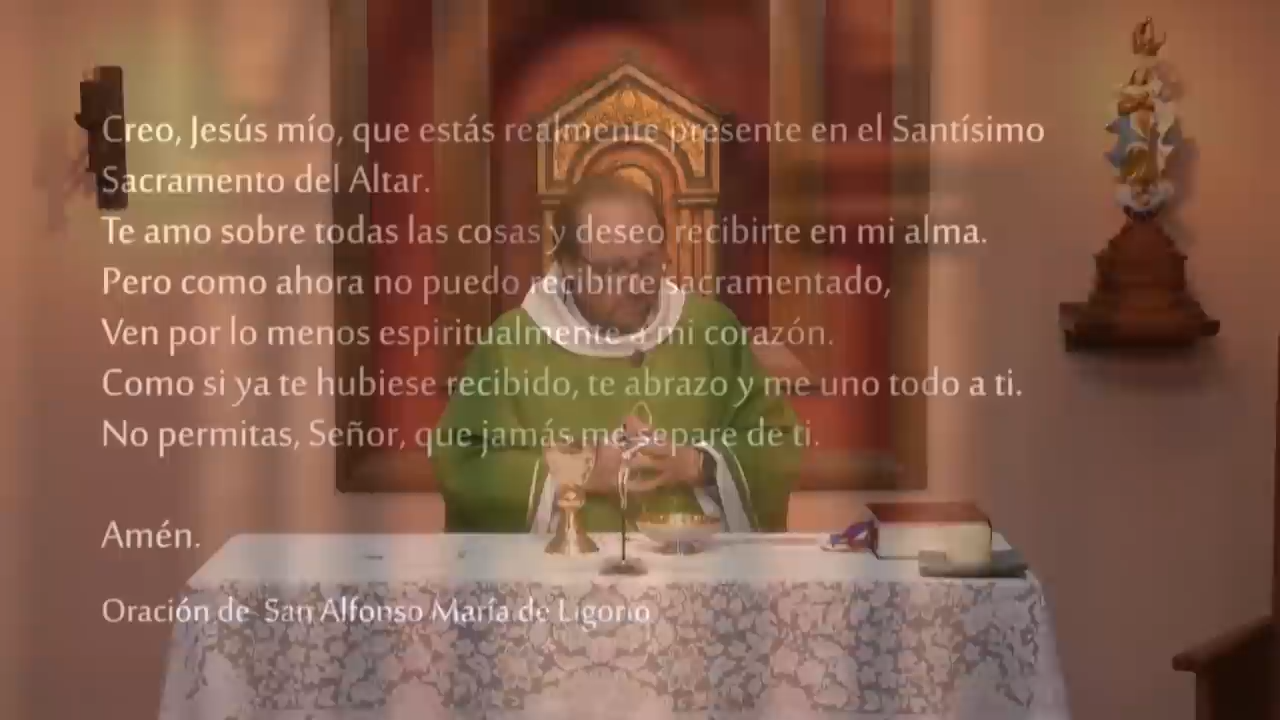 Creo, Jesús mío, que estás realmente presente en el Santísimo
Sacramento del Altar.
Te amo sobre todas las cosas y deseo recibirte en mi alma.
Pero como ahora no puedo recibirte sacramentado,
Ven por lo menos espiritualmente a mi corazón.
Como si ya te hubiese recibido, te abrazo y me uno todo a ti.
No permitas, Señor, que jamás me separe de ti.
Amén.
Oración de San Alfonso María de Ligorio